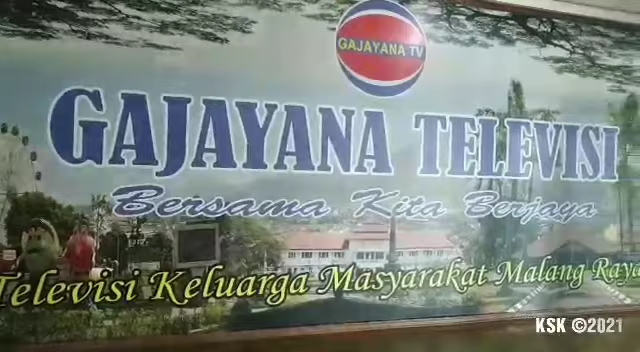 GAJAYANA TV
GAJAYANA TELEVISI
Bersama Kita Berjaya
Televisi Keluarga Masyarakat Malang Raya
KSK ©2021